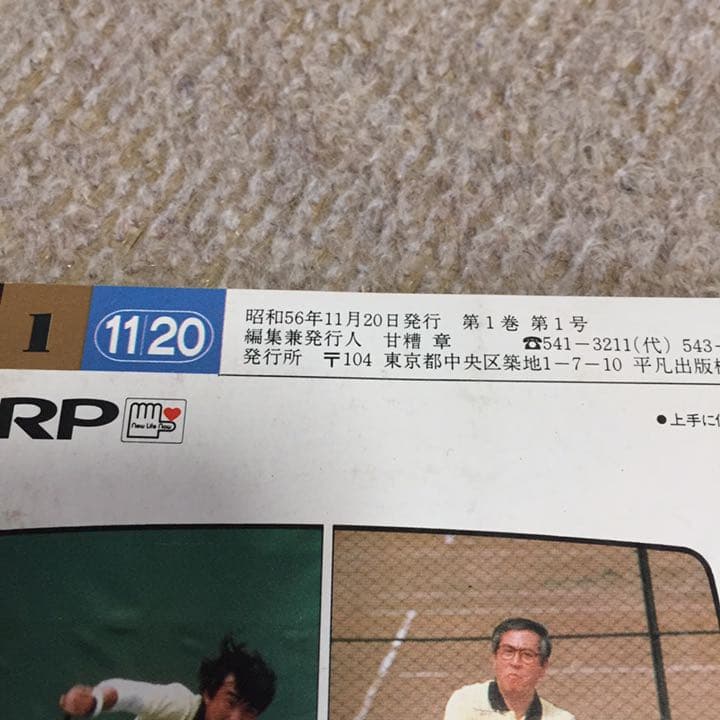 1
11 20
昭和56年11月20日発行 第1巻 第1号
編集兼発行人 甘糟 章 ☎541-3211(代) 543-
発行所 〒104 東京都中央区築地1-7-10 平凡出版株
RP
New Life Now
●上手に使